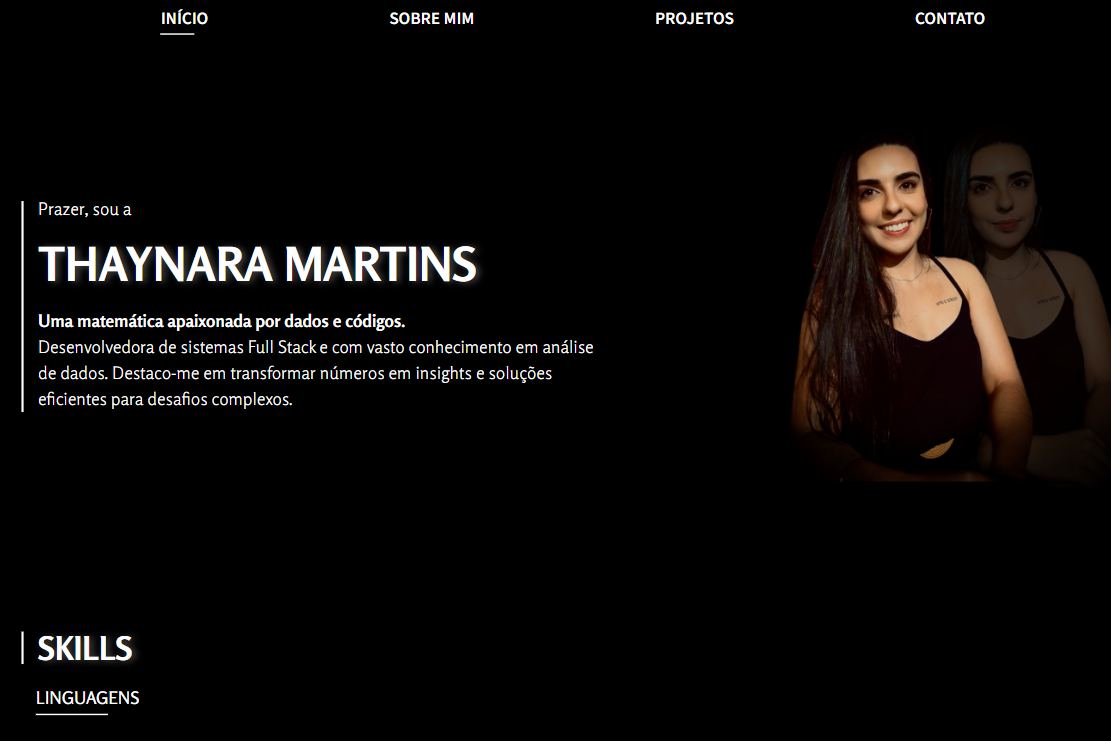 INÍCIO SOBRE MIM PROJETOS CONTATO
Prazer, sou a
THAYNARA MARTINS
Uma matemática apaixonada por dados e códigos.
Desenvolvedora de sistemas Full Stack e com vasto conhecimento em análise
de dados. Destaco-me em transformar números em insights e soluções
eficientes para desafios complexos.
SKILLS
LINGUAGENS